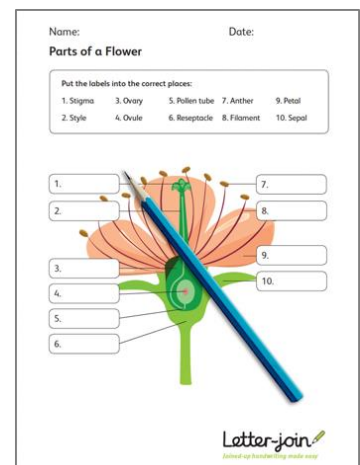 Name: Date:
Parts of a Flower
Put the labels into the correct places:
1. Stigma 3. Ovary 5. Pollen tube 7. Anther 9. Petal
2. Style 4. Ovule 6. Reseptacle 8. Filament 10. Sepal
1. 7.
2. 8.
3. 9.
4. 10.
5.
6.
Letter-join
Joined-up handwriting made easy